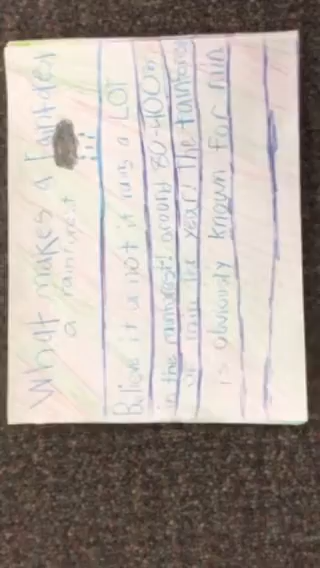 What makes a rainforest
a rainforest
Believe it or not it rains a LOT
in the rainforest! around 80-400in.
of rain the year! The rainforest
is obviously known for rain